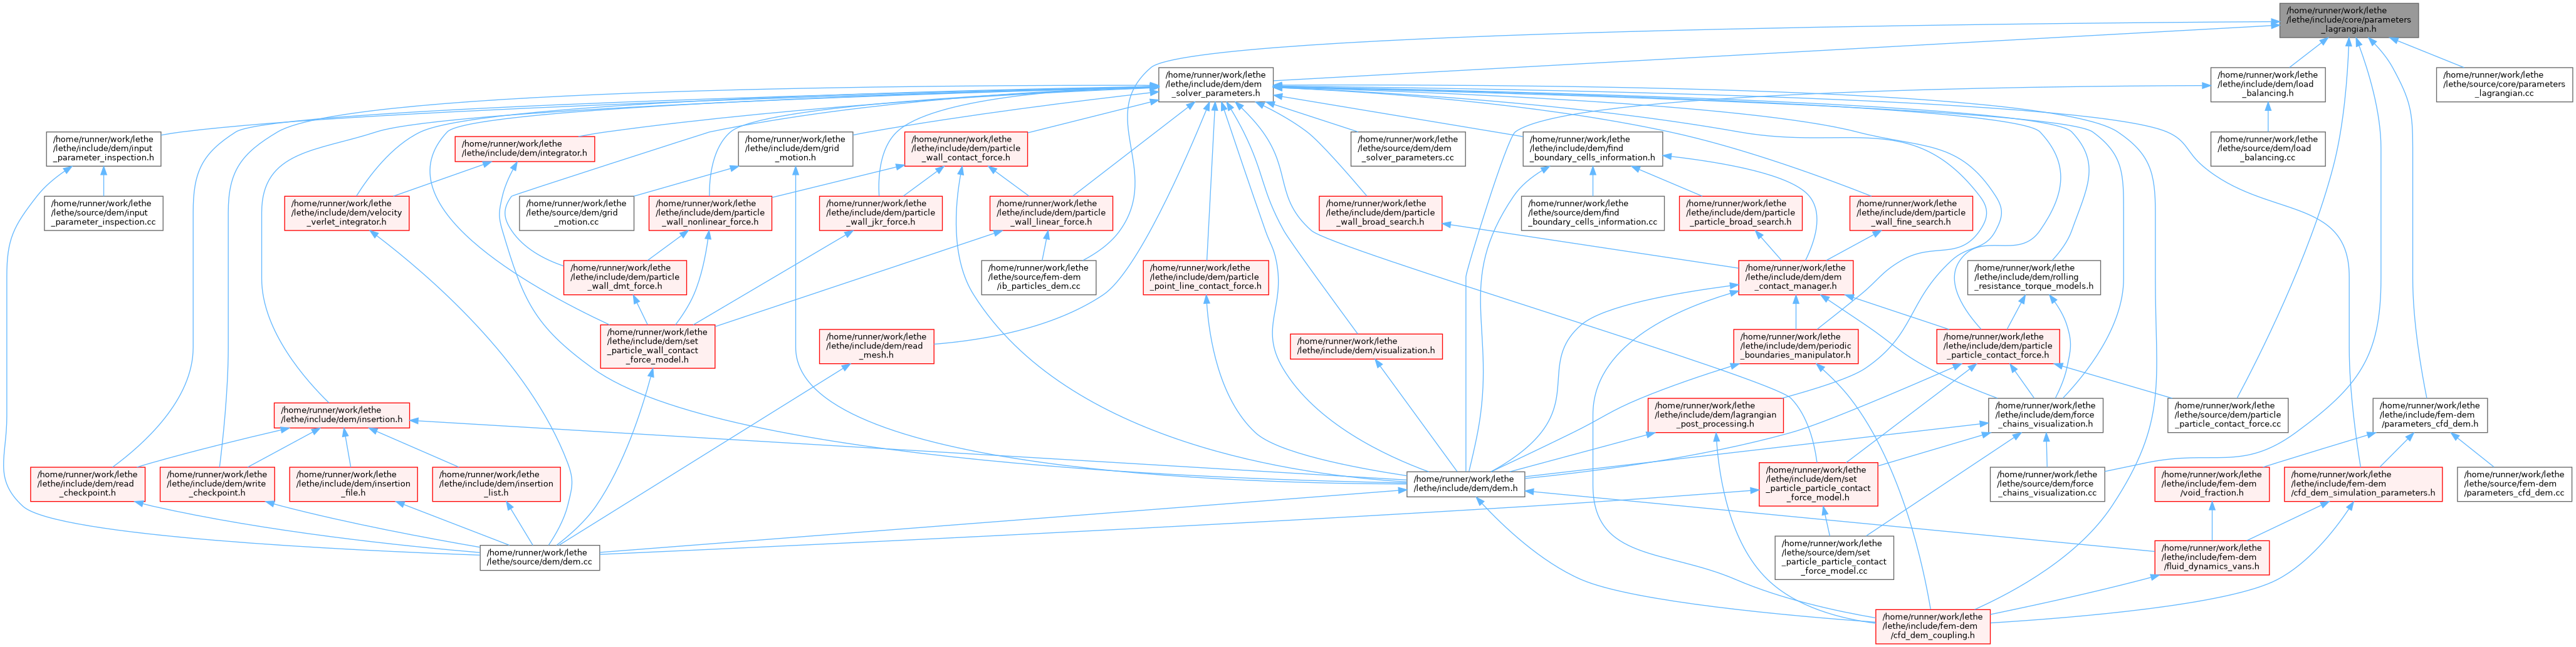 /home/runner/work/lethe
/lethe/include/core/parameters
_lagrangian.h
/home/runner/work/lethe
/lethe/include/dem/dem
_solver_parameters.h
/home/runner/work/lethe
/lethe/include/dem/load
_balancing.h
/home/runner/work/lethe
/lethe/source/core/parameters
_lagrangian.cc
/home/runner/work/lethe
/lethe/include/dem/input
_parameter_inspection.h
/home/runner/work/lethe
/lethe/include/dem/integrator.h
/home/runner/work/lethe
/lethe/include/dem/grid
_motion.h
/home/runner/work/lethe
/lethe/include/dem/particle
_wall_contact_force.h
/home/runner/work/lethe
/lethe/source/dem/dem
_solver_parameters.cc
/home/runner/work/lethe
/lethe/include/dem/find
_boundary_cells_information.h
/home/runner/work/lethe
/lethe/source/dem/load
_balancing.cc
/home/runner/work/lethe
/lethe/source/dem/input
_parameter_inspection.cc
/home/runner/work/lethe
/lethe/include/dem/velocity
_verlet_integrator.h
/home/runner/work/lethe
/lethe/source/dem/grid
_motion.cc
/home/runner/work/lethe
/lethe/include/dem/particle
_wall_nonlinear_force.h
/home/runner/work/lethe
/lethe/include/dem/particle
_wall_jkr_force.h
/home/runner/work/lethe
/lethe/include/dem/particle
_wall_linear_force.h
/home/runner/work/lethe
/lethe/include/dem/particle
_wall_broad_search.h
/home/runner/work/lethe
/lethe/source/dem/find
_boundary_cells_information.cc
/home/runner/work/lethe
/lethe/include/dem/particle
_particle_broad_search.h
/home/runner/work/lethe
/lethe/include/dem/particle
_wall_fine_search.h
/home/runner/work/lethe
/lethe/include/dem/particle
_wall_dmt_force.h
/home/runner/work/lethe
/lethe/source/fem-dem
/ib_particles_dem.cc
/home/runner/work/lethe
/lethe/include/dem/particle
_point_line_contact_force.h
/home/runner/work/lethe
/lethe/include/dem/dem
_contact_manager.h
/home/runner/work/lethe
/lethe/include/dem/rolling
_resistance_torque_models.h
/home/runner/work/lethe
/lethe/include/dem/set
_particle_wall_contact
_force_model.h
/home/runner/work/lethe
/lethe/include/dem/read
_mesh.h
/home/runner/work/lethe
/lethe/include/dem/visualization.h
/home/runner/work/lethe
/lethe/include/dem/periodic
_boundaries_manipulator.h
/home/runner/work/lethe
/lethe/include/dem/particle
_particle_contact_force.h
/home/runner/work/lethe
/lethe/include/dem/insertion.h
/home/runner/work/lethe
/lethe/include/dem/lagrangian
_post_processing.h
/home/runner/work/lethe
/lethe/include/dem/force
_chains_visualization.h
/home/runner/work/lethe
/lethe/source/dem/particle
_particle_contact_force.cc
/home/runner/work/lethe
/lethe/include/fem-dem
/parameters_cfd_dem.h
/home/runner/work/lethe
/lethe/include/dem/read
_checkpoint.h
/home/runner/work/lethe
/lethe/include/dem/write
_checkpoint.h
/home/runner/work/lethe
/lethe/include/dem/insertion
_file.h
/home/runner/work/lethe
/lethe/include/dem/insertion
_list.h
/home/runner/work/lethe
/lethe/include/dem/dem.h
/home/runner/work/lethe
/lethe/include/dem/set
_particle_particle_contact
_force_model.h
/home/runner/work/lethe
/lethe/source/dem/force
_chains_visualization.cc
/home/runner/work/lethe
/lethe/include/fem-dem
/void_fraction.h
/home/runner/work/lethe
/lethe/include/fem-dem
/cfd_dem_simulation_parameters.h
/home/runner/work/lethe
/lethe/source/fem-dem
/parameters_cfd_dem.cc
/home/runner/work/lethe
/lethe/source/dem/dem.cc
/home/runner/work/lethe
/lethe/source/dem/set
_particle_particle_contact
_force_model.cc
/home/runner/work/lethe
/lethe/include/fem-dem
/fluid_dynamics_vans.h
/home/runner/work/lethe
/lethe/include/fem-dem
/cfd_dem_coupling.h